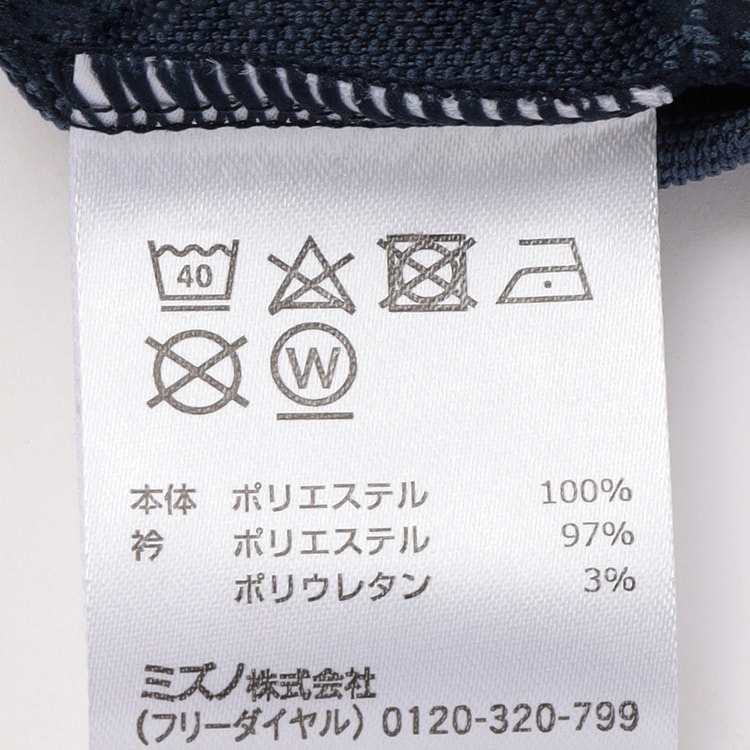 40
W
本体 ポリエステル 100%
衿 ポリエステル 97%
ポリウレタン 3%
ミズノ株式会社
(フリーダイヤル) 0120-320-799